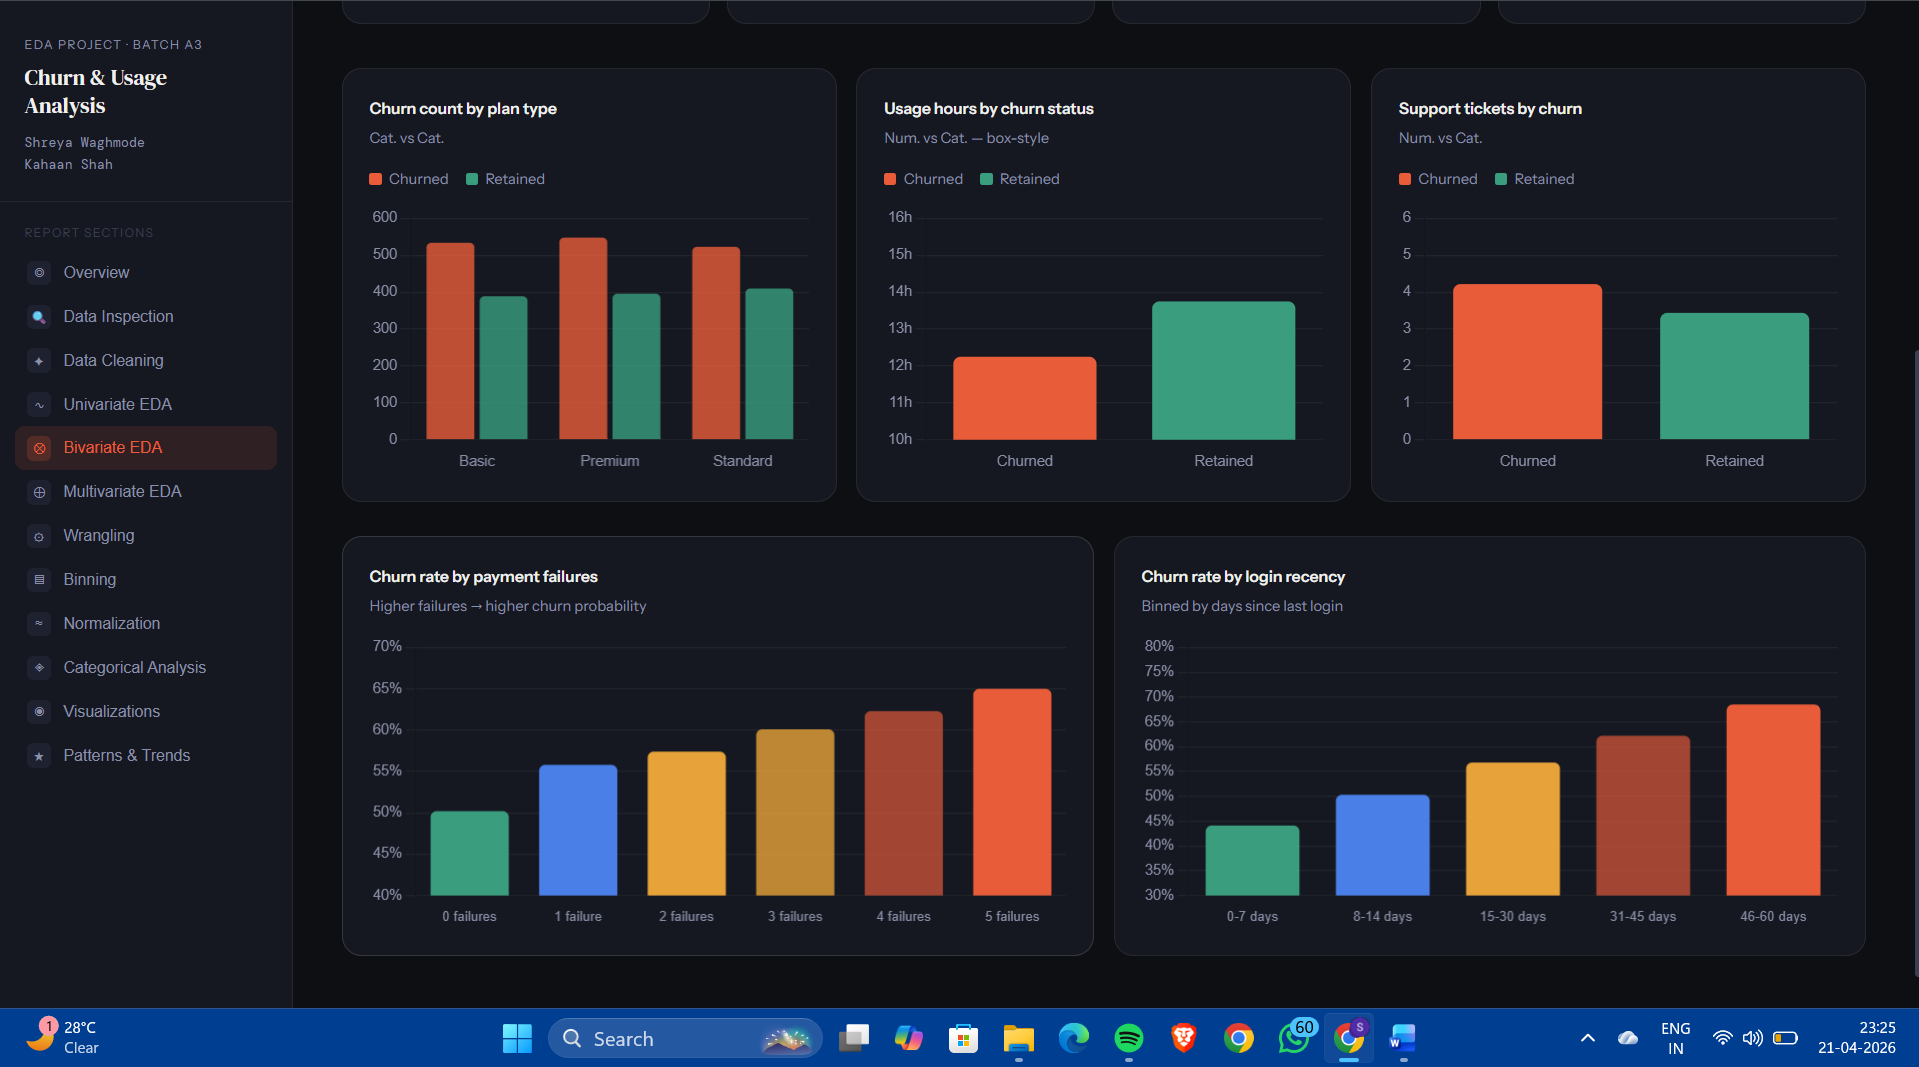 EDA PROJECT · BATCH A3
Churn & Usage
Analysis
Shreya Waghmode
Kahaan Shah
REPORT SECTIONS
Overview
Data Inspection
Data Cleaning
Univariate EDA
Bivariate EDA
Multivariate EDA
Wrangling
Binning
Normalization
Categorical Analysis
Visualizations
Patterns & Trends
Churn count by plan type
Cat. vs Cat.
Churned Retained
600
500
400
300
200
100
0
Basic Premium Standard
Usage hours by churn status
Num. vs Cat. — box-style
Churned Retained
16h
15h
14h
13h
12h
11h
10h
Churned Retained
Support tickets by churn
Num. vs Cat.
Churned Retained
6
5
4
3
2
1
0
Churned Retained
Churn rate by payment failures
Higher failures → higher churn probability
70%
65%
60%
55%
50%
45%
40%
0 failures 1 failure 2 failures 3 failures 4 failures 5 failures
Churn rate by login recency
Binned by days since last login
80%
75%
70%
65%
60%
55%
50%
45%
40%
35%
30%
0-7 days 8-14 days 15-30 days 31-45 days 46-60 days
1
28°C
Clear
Search
60
S
W
ENG
IN
23:25
21-04-2026